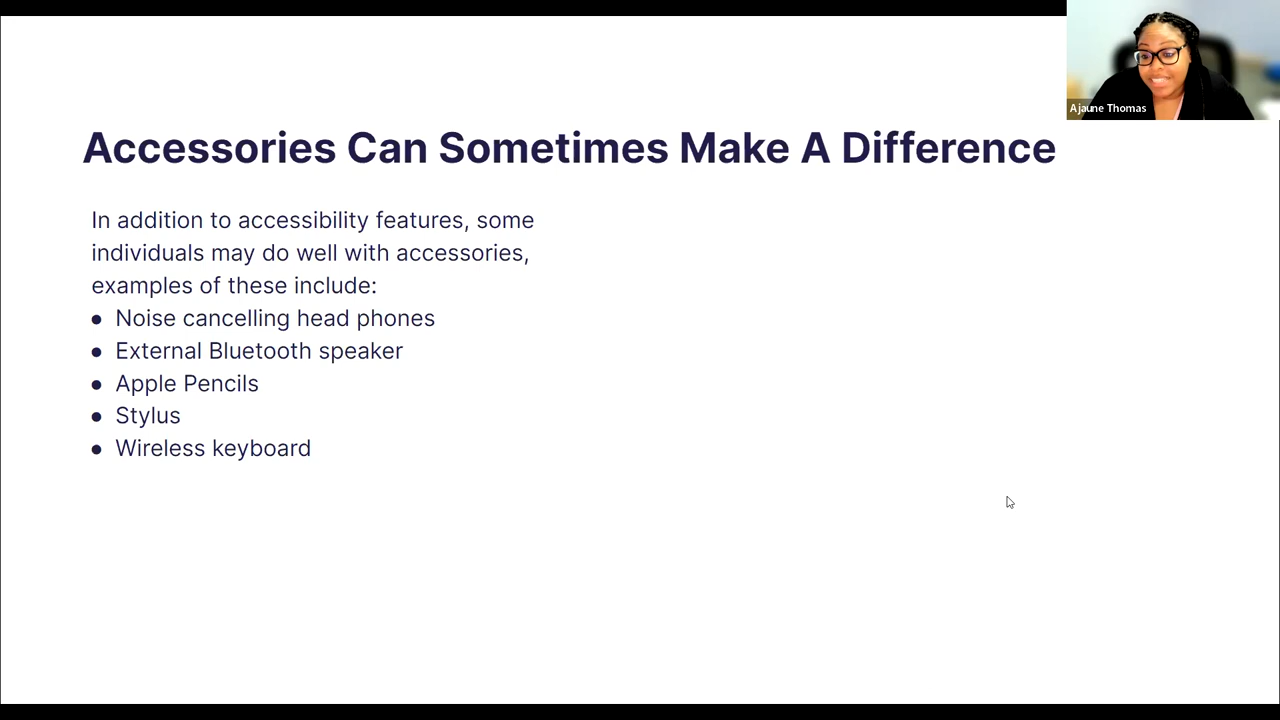 Accessories Can Sometimes Make A Difference
In addition to accessibility features, some
individuals may do well with accessories,
examples of these include:
● Noise cancelling head phones
● External Bluetooth speaker
● Apple Pencils
● Stylus
● Wireless keyboard
Ajaune Thomas